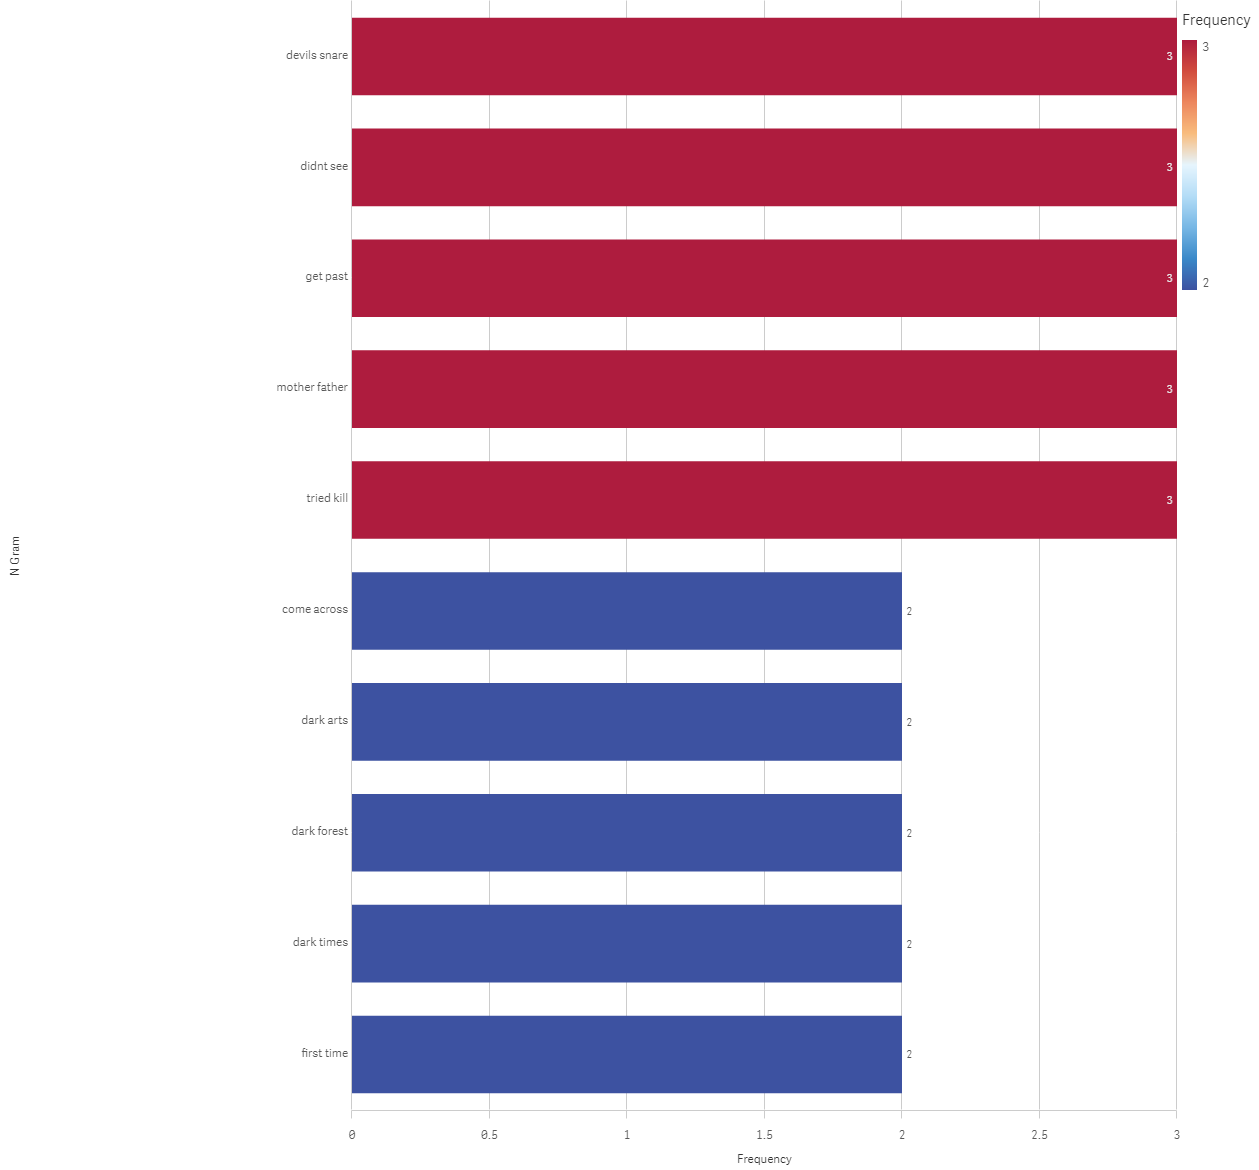 Frequency
3
2
N Gram
devils snare
3
didnt see
3
get past
3
mother father
3
tried kill
3
come across
2
dark arts
2
dark forest
2
dark times
2
first time
2
0 0.5 1 1.5 2 2.5 3
Frequency